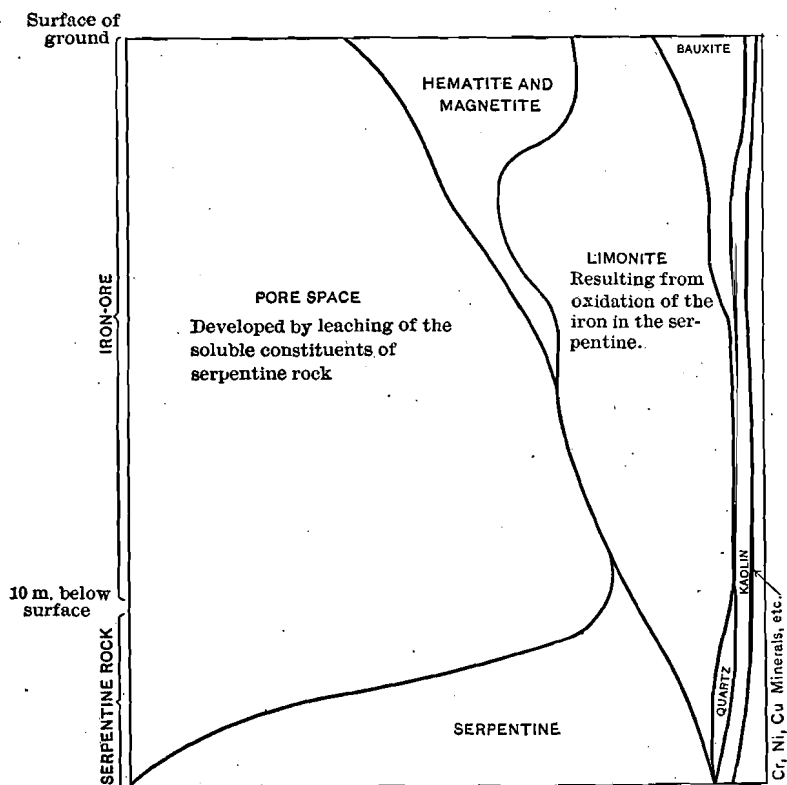 Surface of
ground
BAUXITE
HEMATITE AND
MAGNETITE
LIMONITE
Resulting from
oxidation of the
iron in the ser-
pentine.
PORE SPACE
Developed by leaching of the
soluble constituents of
serpentine rock
IRON-ORE
10 m. below
surface
KAOLIN
SERPENTINE ROCK
QUARTZ
SERPENTINE
Cr, Ni, Cu Minerals, etc.